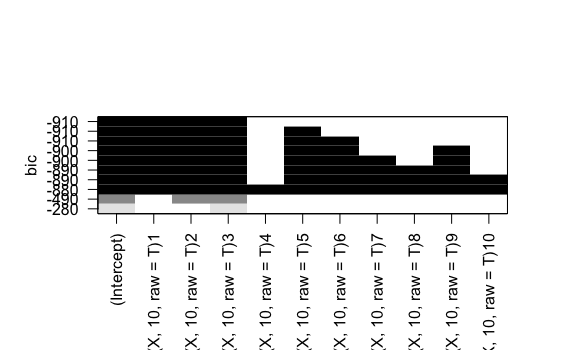 bic
-910
-910
-900
-900
-890
-880
-490
-280
(Intercept)
(X, 10, raw = T)1
(X, 10, raw = T)2
(X, 10, raw = T)3
(X, 10, raw = T)4
(X, 10, raw = T)5
(X, 10, raw = T)6
(X, 10, raw = T)7
(X, 10, raw = T)8
(X, 10, raw = T)9
X, 10, raw = T)10